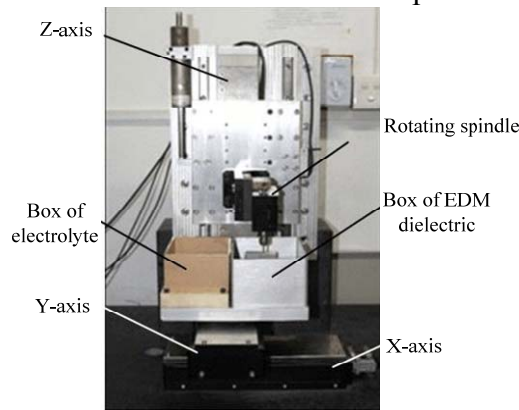 Z-axis
Rotating spindle
Box of
electrolyte
Box of EDM
dielectric
Y-axis
X-axis